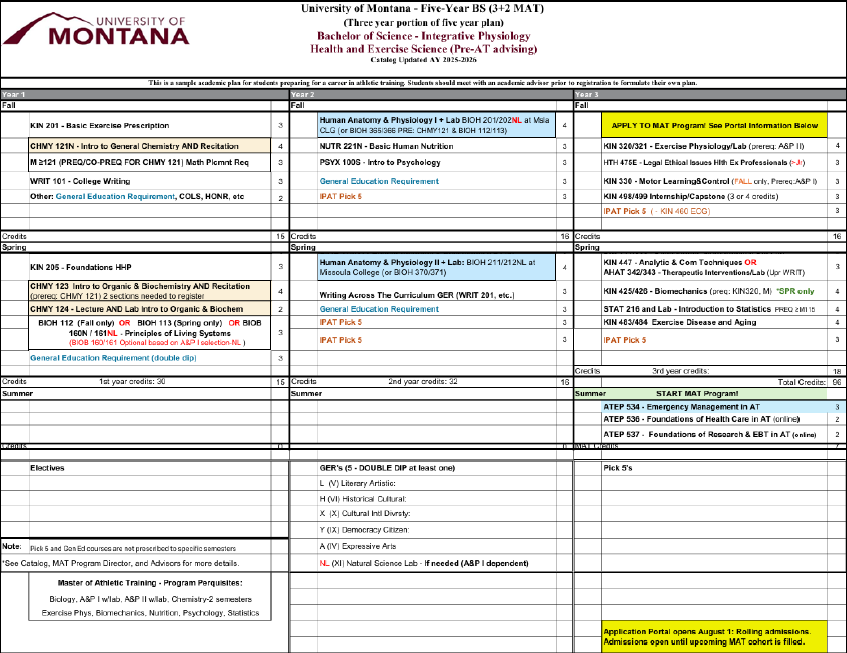 UNIVERSITY OF
MONTANA
University of Montana - Five-Year BS (3+2 MAT)
(Three year portion of five year plan)
Bachelor of Science - Integrative Physiology
Health and Exercise Science (Pre-AT advising)
Catalog Updated AY 2025-2026
This is a sample academic plan for students preparing for a career in athletic training. Students should meet with an academic advisor prior to registration to formulate their own plan.
Year 1
Fall
KIN 201 - Basic Exercise Prescription 3
CHMY 121N - Intro to General Chemistry AND Recitation 4
M ≥121 (PREQ/CO-PREQ FOR CHMY 121) Math Plcmnt Req 3
WRIT 101 - College Writing 3
Other: General Education Requirement, COLS, HONR, etc 2
Credits 15
Spring
KIN 205 - Foundations HHP 3
CHMY 123 Intro to Organic & Biochemistry AND Recitation
(prereq: CHMY 121) 2 sections needed to register 4
CHMY 124 - Lecture AND Lab Intro to Organic & Biochem 2
BIOH 112 (Fall only) OR BIOH 113 (Spring only) OR BIOB
160N / 161NL - Principles of Living Systems 3
(BIOB 160/161 Optional based on A&P I selection-NL )
General Education Requirement (double dip) 3
Credits 1st year credits: 30 15
Summer
Credits 0
Year 2
Fall
Human Anatomy & Physiology I + Lab BIOH 201/202NL at Msla
CLG (or BIOH 365/366 PRE: CHMY121 & BIOH 112/113) 4
NUTR 221N - Basic Human Nutrition 3
PSYX 100S - Intro to Psychology 3
General Education Requirement 3
IPAT Pick 5 3
16
Spring
Human Anatomy & Physiology II + Lab: BIOH 211/212NL at
Missoula College (or BIOH 370/371) 4
Writing Across The Curriculum GER (WRIT 201, etc.) 3
General Education Requirement 3
IPAT Pick 5 3
IPAT Pick 5 3
Credits 2nd year credits: 32 16
Summer
Year 3
Fall
APPLY TO MAT Program! See Portal Information Below
KIN 320/321 - Exercise Physiology/Lab (prereq: A&P II) 4
HTH 475E - Legal Ethical Issues Hlth Ex Professionals (>Jr) 3
KIN 330 - Motor Learning&Control (FALL only, Prereq:A&P I) 3
KIN 498/499 Internship/Capstone (3 or 4 credits) 3
IPAT Pick 5 ( - KIN 460 ECG) 3
Credits 16
Spring
KIN 447 - Analytic & Com Techniques OR
AHAT 342/343 - Therapeutic Interventions/Lab (Upr WRIT) 3
KIN 425/426 - Biomechanics (preq: KIN320, M) *SPR only 4
STAT 216 and Lab - Introduction to Statistics PREQ ≥M115 4
KIN 483/484 Exercise Disease and Aging 4
IPAT Pick 5 3
Credits 3rd year credits: 18
Total Credits: 96
Summer START MAT Program!
ATEP 534 - Emergency Management in AT 3
ATEP 536 - Foundations of Health Care in AT (online) 2
ATEP 537 - Foundations of Research & EBT in AT (online) 2
MAT Credits 7
Electives
Note: Pick 5 and Gen Ed courses are not prescribed to specific semesters
*See Catalog, MAT Program Director, and Advisors for more details.
Master of Athletic Training - Program Perquisites:
Biology, A&P I w/lab, A&P II w/lab, Chemistry-2 semesters
Exercise Phys, Biomechanics, Nutrition, Psychology, Statistics
GER's (5 - DOUBLE DIP at least one)
L (V) Literary Artistic:
H (VI) Historical Cultural:
X (X) Cultural Intl Divrsty:
Y (IX) Democracy Citizen:
A (IV) Expressive Arts
NL (XI) Natural Science Lab - If needed (A&P I dependent)
Pick 5's
Application Portal opens August 1: Rolling admissions.
Admissions open until upcoming MAT cohort is filled.